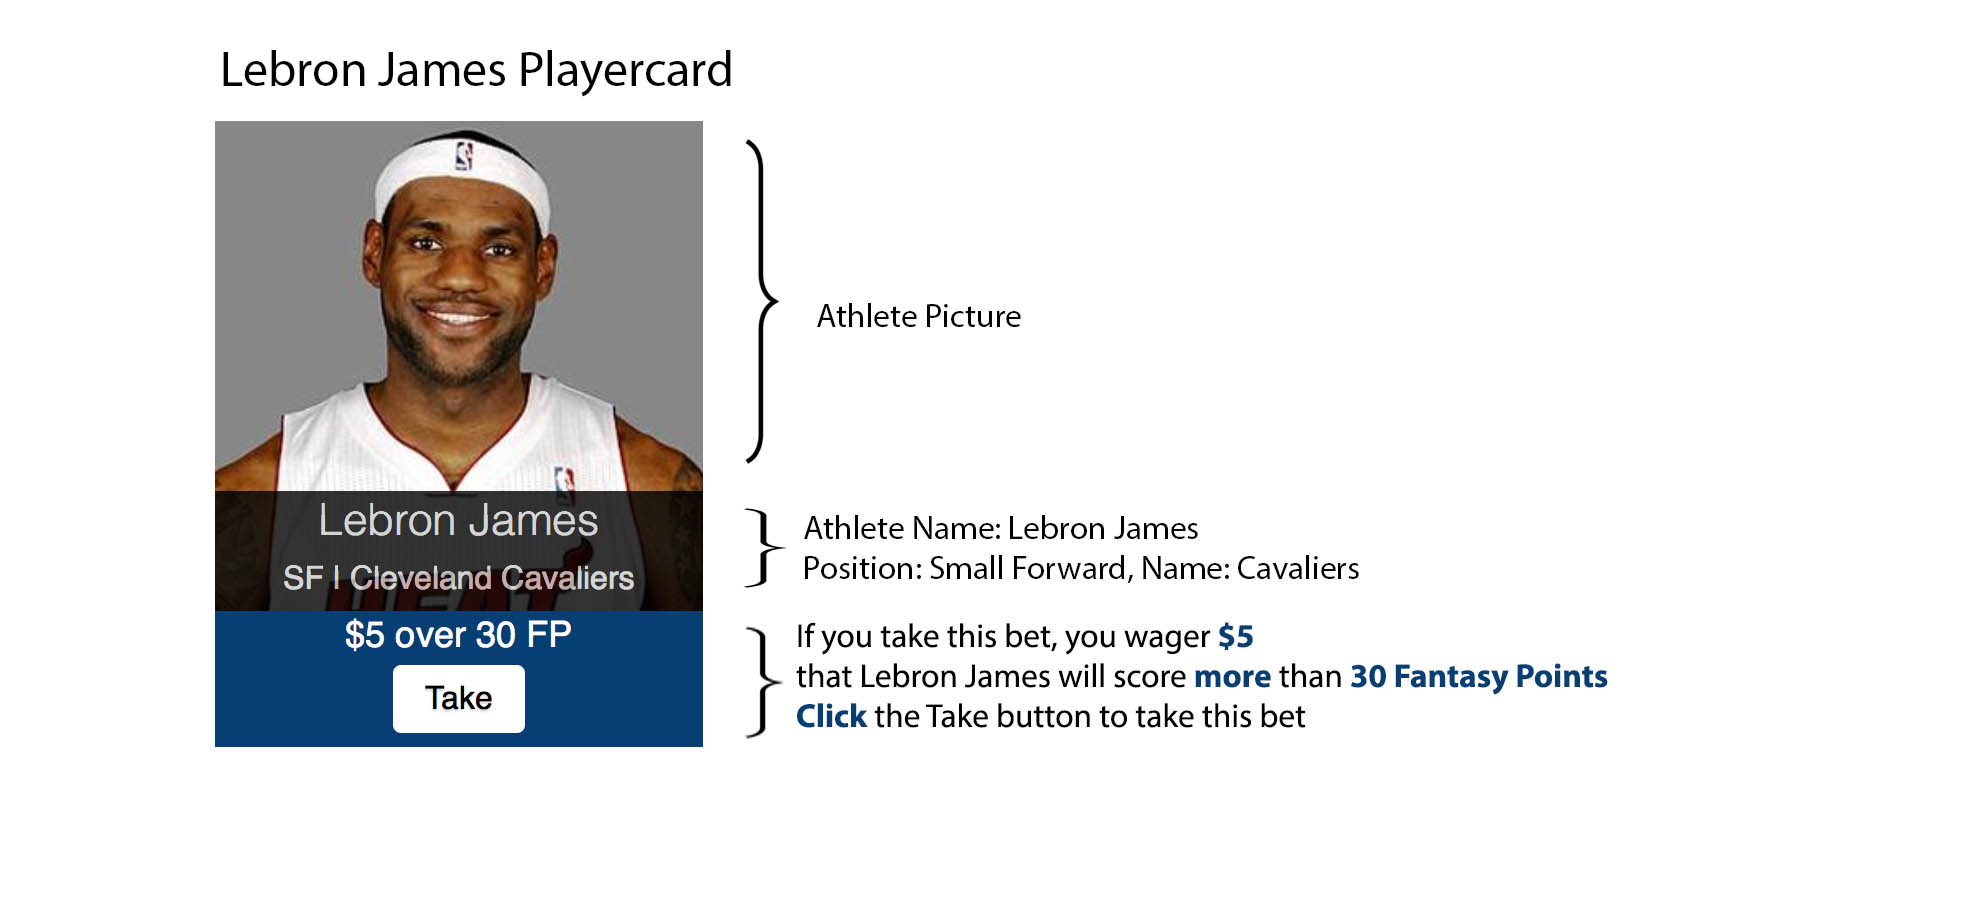 Lebron James Playercard
Athlete Picture
Lebron James
SF | Cleveland Cavaliers
HEAT
Athlete Name: Lebron James
Position: Small Forward, Name: Cavaliers
$5 over 30 FP
Take
If you take this bet, you wager $5
that Lebron James will score more than 30 Fantasy Points
Click the Take button to take this bet